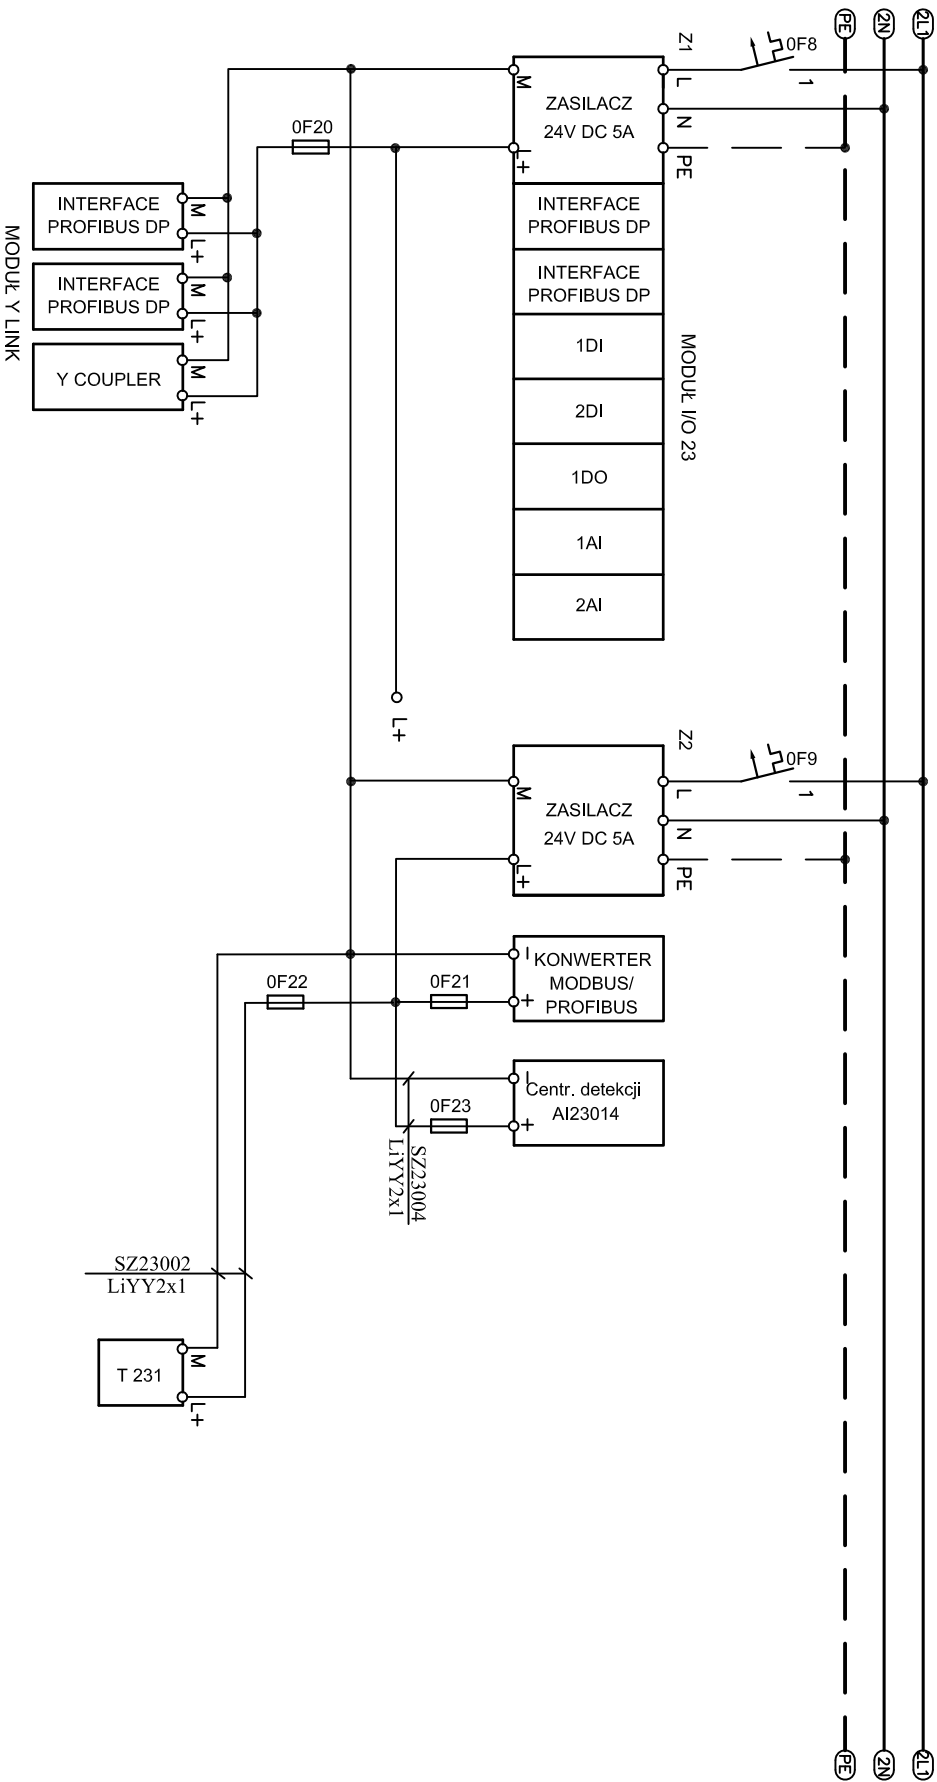 2L1
2N
PE
0F8
1
Z1
L
N
PE
M
L+
ZASILACZ
24V DC 5A
INTERFACE
PROFIBUS DP
INTERFACE
PROFIBUS DP
1DI
2DI
1DO
1AI
2AI
MODUŁ I/O 23
0F20
INTERFACE
PROFIBUS DP
M
L+
INTERFACE
PROFIBUS DP
M
L+
Y COUPLER
M
L+
MODUŁ Y LINK
L+
0F9
1
Z2
L
N
PE
M
L+
ZASILACZ
24V DC 5A
KONWERTER
MODBUS/
PROFIBUS
-
+
0F21
0F22
Centr. detekcji
AI23014
-
+
0F23
SZ23004
LiYY2x1
SZ23002
LiYY2x1
T 231
M
L+
PE
2N
2L1